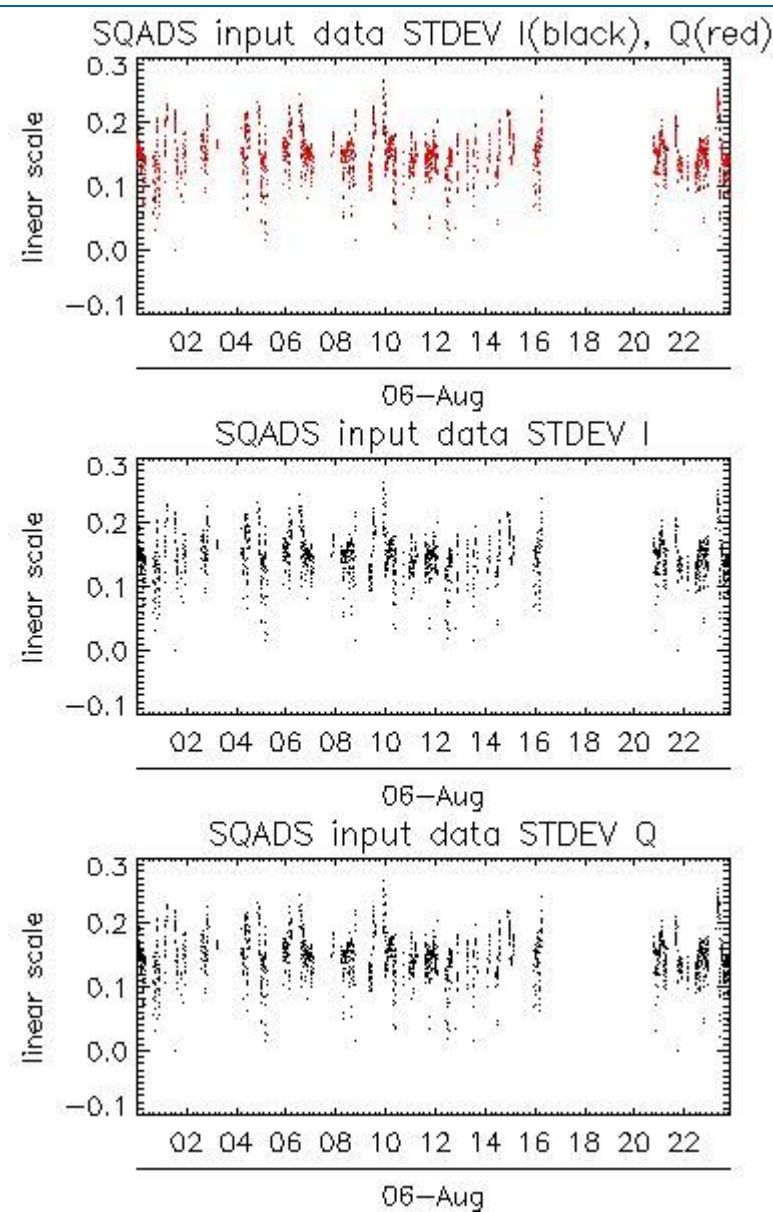 SQADS input data STDEV I(black), Q(red)
0.3
0.2
0.1
0.0
−0.1
linear scale
02 04 06 08 10 12 14 16 18 20 22
06−Aug
SQADS input data STDEV I
0.3
0.2
0.1
0.0
−0.1
linear scale
02 04 06 08 10 12 14 16 18 20 22
06−Aug
SQADS input data STDEV Q
0.3
0.2
0.1
0.0
−0.1
linear scale
02 04 06 08 10 12 14 16 18 20 22
06−Aug